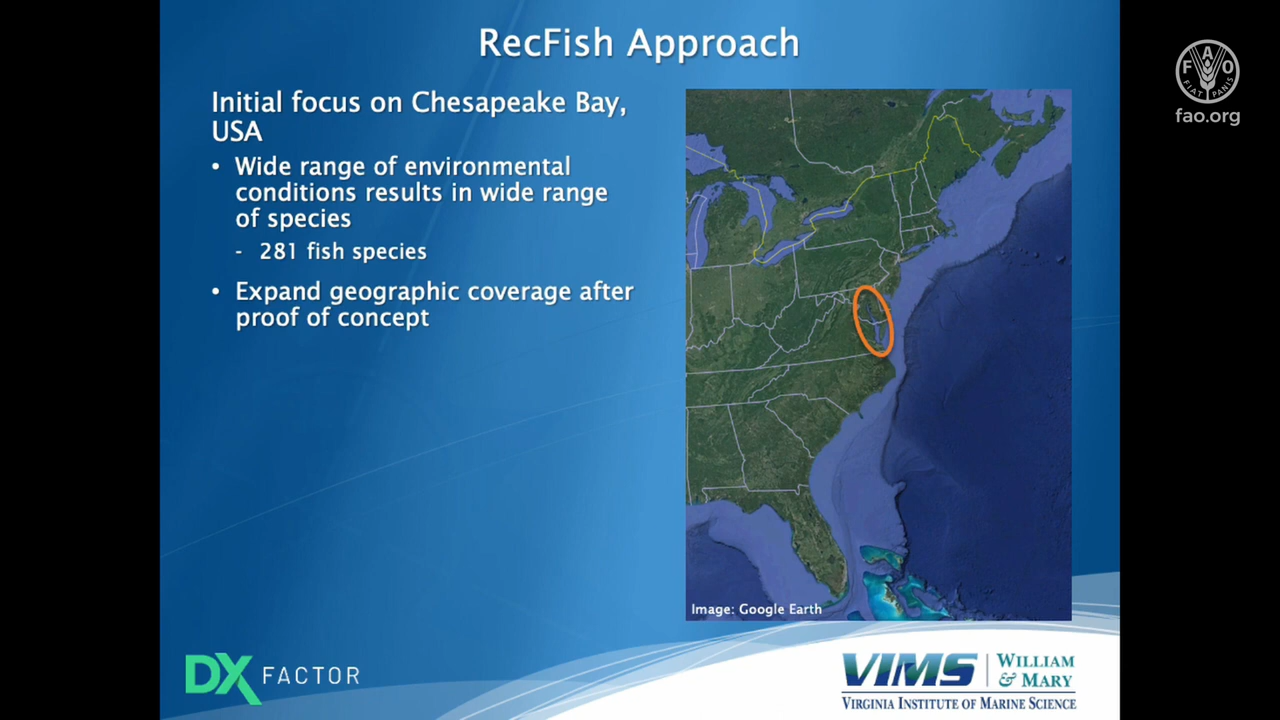 RecFish Approach
Initial focus on Chesapeake Bay,
USA
• Wide range of environmental
conditions results in wide range
of species
- 281 fish species
• Expand geographic coverage after
proof of concept
Image: Google Earth
DX FACTOR
VIMS
WILLIAM
& MARY
VIRGINIA INSTITUTE OF MARINE SCIENCE
F A O
FIAT PANIS
fao.org